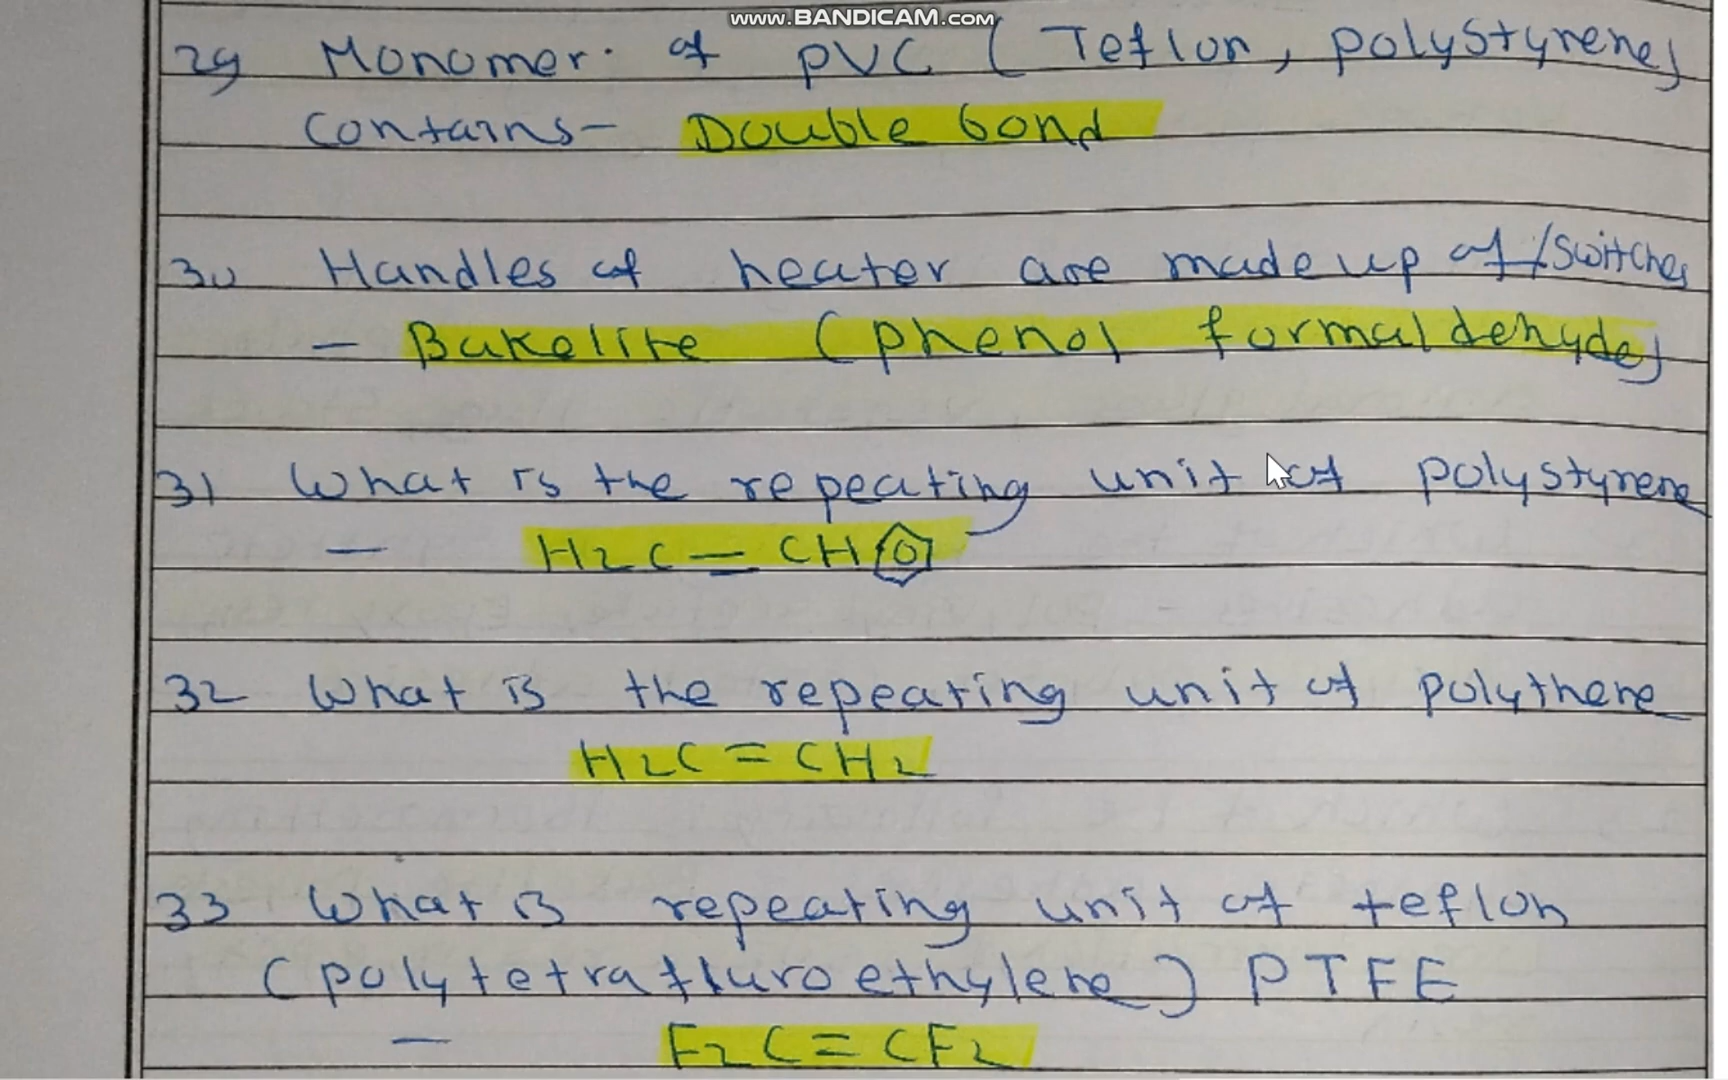 www.BANDICAM.com
29 Monomer of PVC (Teflon, polystyrene)
contains- Double bond
30 Handles of heater are made up of /switches
- Bakelite (phenol formaldehyde)
31 What is the repeating unit of polystyrene
- H2C = CH
32 What is the repeating unit of polythene
H2C = CH2
33 What is repeating unit of teflon
(polytetrafluroethylene) PTFE
- F2C = CF2